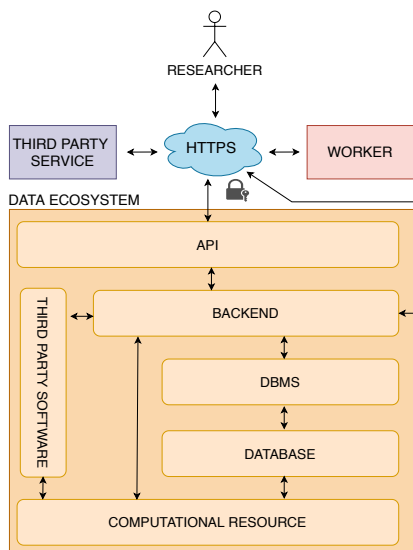 RESEARCHER
THIRD PARTY
SERVICE
HTTPS
WORKER
DATA ECOSYSTEM
API
THIRD PARTY SOFTWARE
BACKEND
DBMS
DATABASE
COMPUTATIONAL RESOURCE